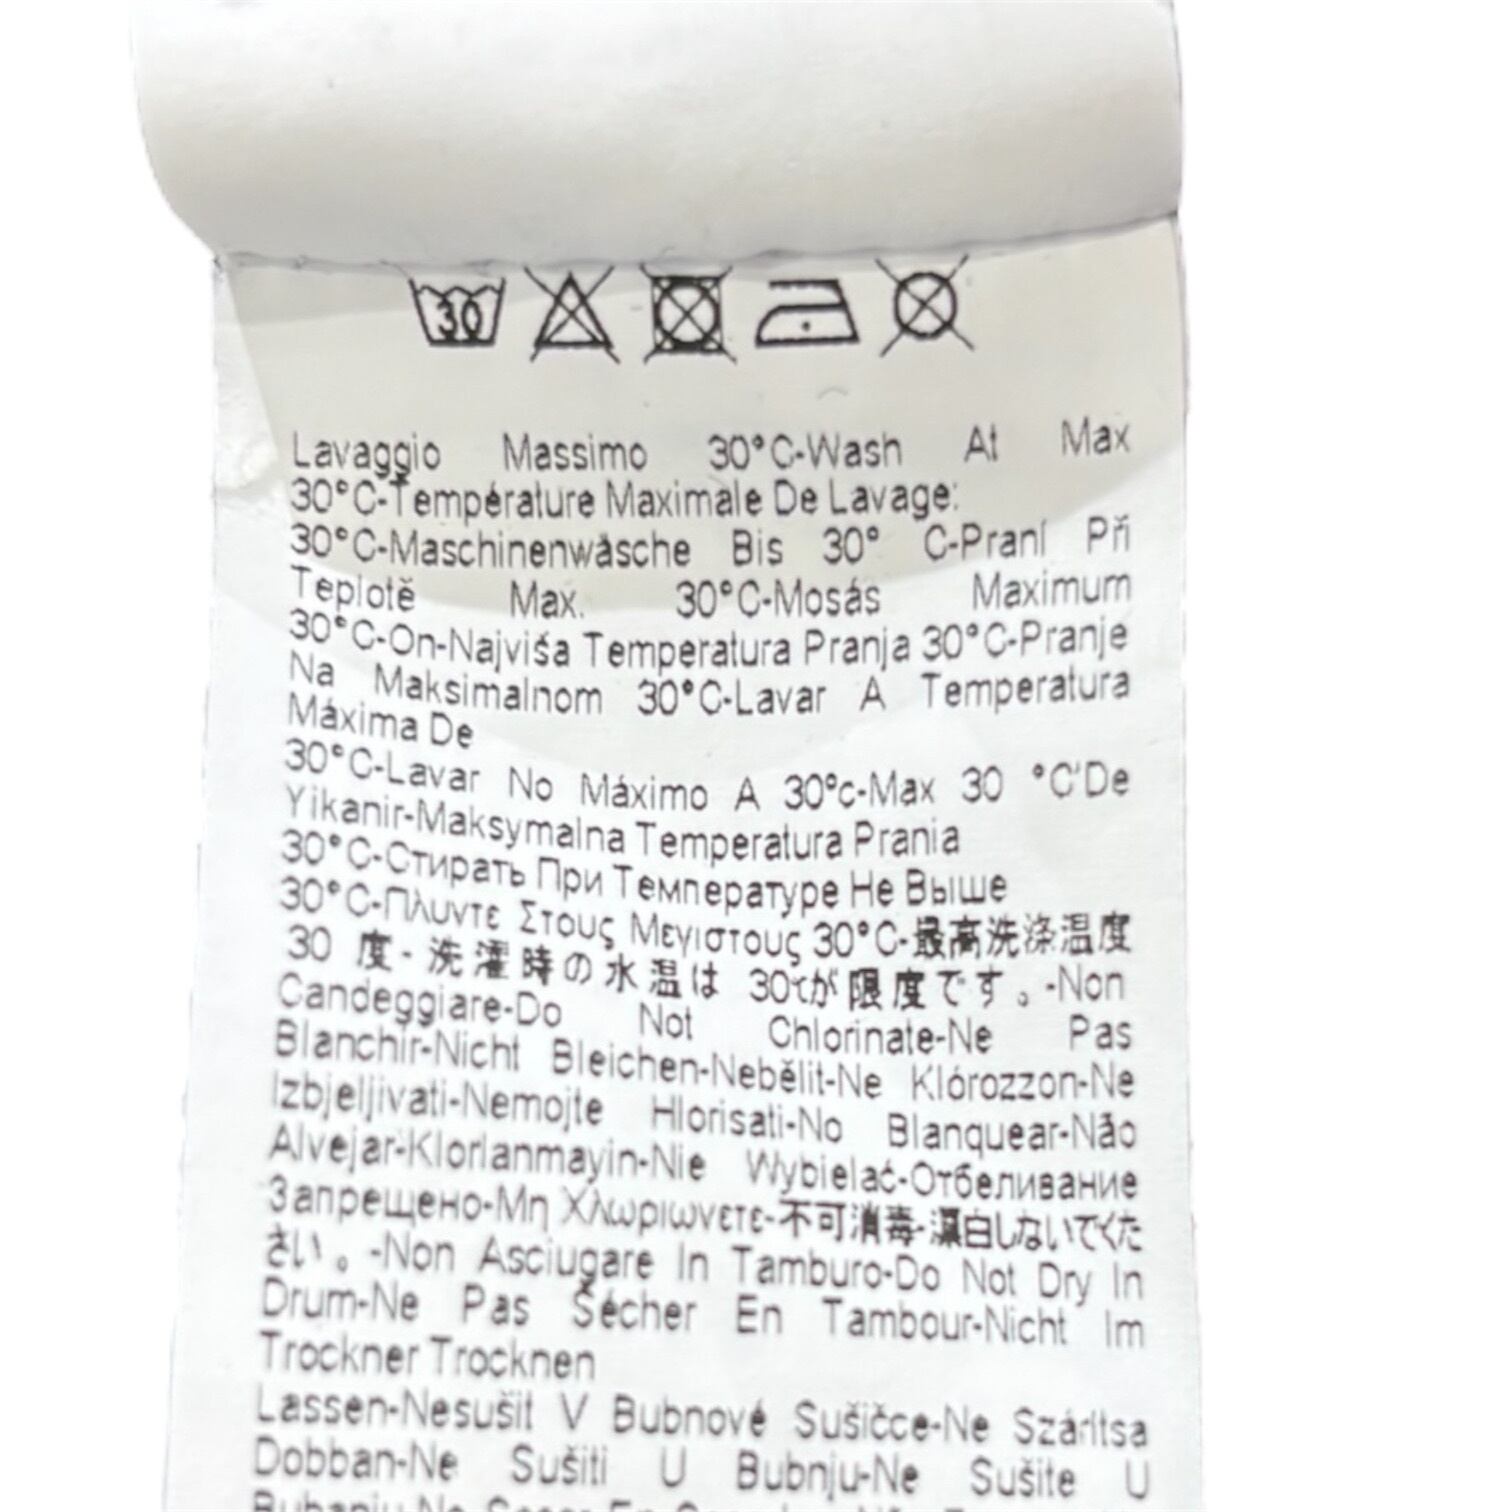 30
Lavaggio Massimo 30°C-Wash At Max
30°C-Température Maximale De Lavage:
30°C-Maschinenwäsche Bis 30° C-Praní Při
Teplotě Max. 30°C-Mosás Maximum
30°C-On-Najviša Temperatura Pranja 30°C-Pranje
Na Maksimalnom 30°C-Lavar A Temperatura
Máxima De
30°C-Lavar No Máximo A 30°c-Max 30 °C'De
Yikanir-Maksymalna Temperatura Prania
30°C-Стирать При Температуре Не Выше
30°C-Πλυντε Στους Μεγιστους 30°C-最高洗涤温度
30 度-洗濯時の水温は 30τが限度です。-Non
Candeggiare-Do Not Chlorinate-Ne Pas
Blanchir-Nicht Bleichen-Nebělit-Ne Klórozzon-Ne
Izbjeljivati-Nemojte Hlorisati-No Blanquear-Não
Alvejar-Klorlanmayin-Nie Wybielać-Отбеливание
Запрещено-Μη Χλωριωνετε-不可消毒-漂白しないでくた
さい。-Non Asciugare In Tamburo-Do Not Dry In
Drum-Ne Pas Sécher En Tambour-Nicht Im
Trockner Trocknen
Lassen-Nesušit V Bubnové Sušičce-Ne Szárítsa
Dobban-Ne Sušiti U Bubnju-Ne Sušite U